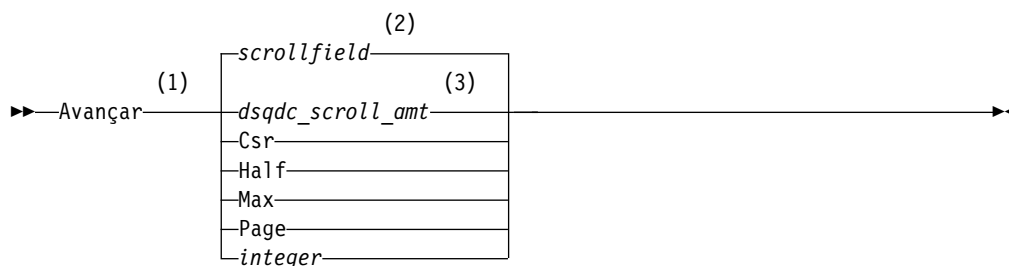 (2)
scrollfield
(1) (3)
Avançar dsqdc_scroll_amt
Csr
Half
Max
Page
integer